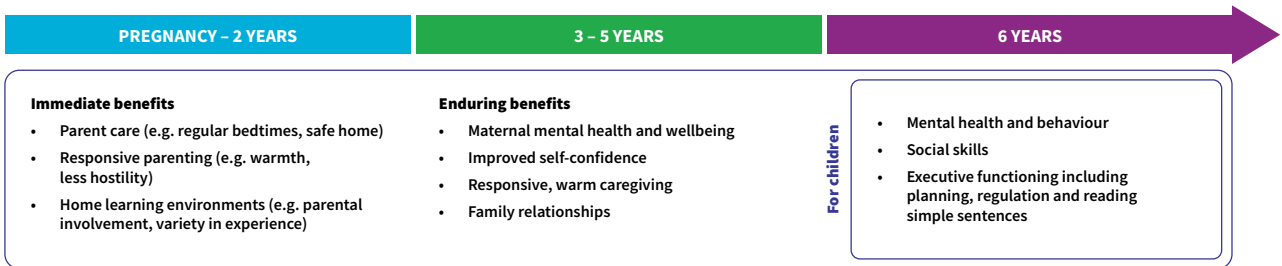 PREGNANCY – 2 YEARS
3 – 5 YEARS
6 YEARS
Immediate benefits
• Parent care (e.g. regular bedtimes, safe home)
• Responsive parenting (e.g. warmth,
less hostility)
• Home learning environments (e.g. parental
involvement, variety in experience)
Enduring benefits
• Maternal mental health and wellbeing
• Improved self-confidence
• Responsive, warm caregiving
• Family relationships
For children
• Mental health and behaviour
• Social skills
• Executive functioning including
planning, regulation and reading
simple sentences